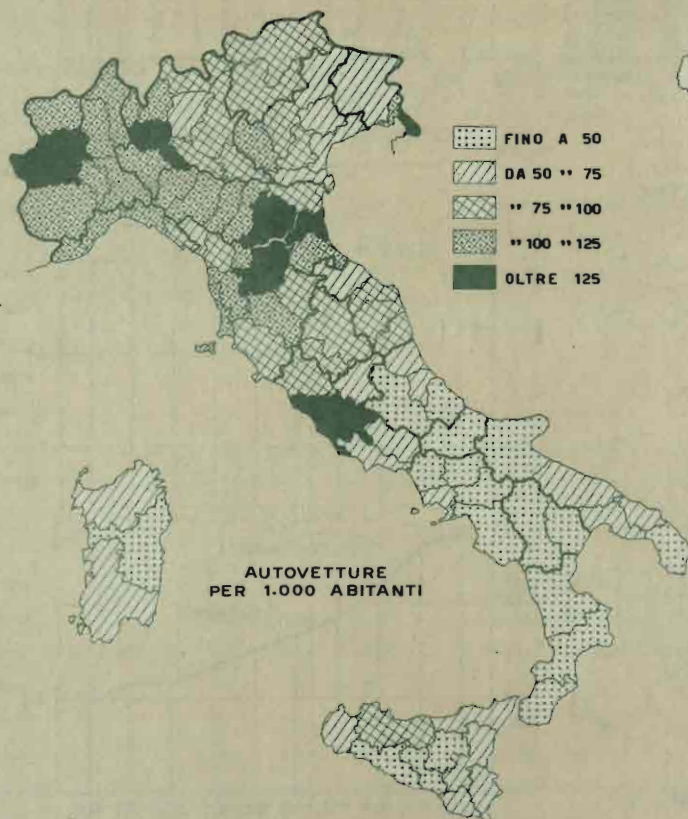 FINO A 50
DA 50 " 75
" 75 " 100
" 100 " 125
OLTRE 125
AUTOVETTURE
PER 1.000 ABITANTI